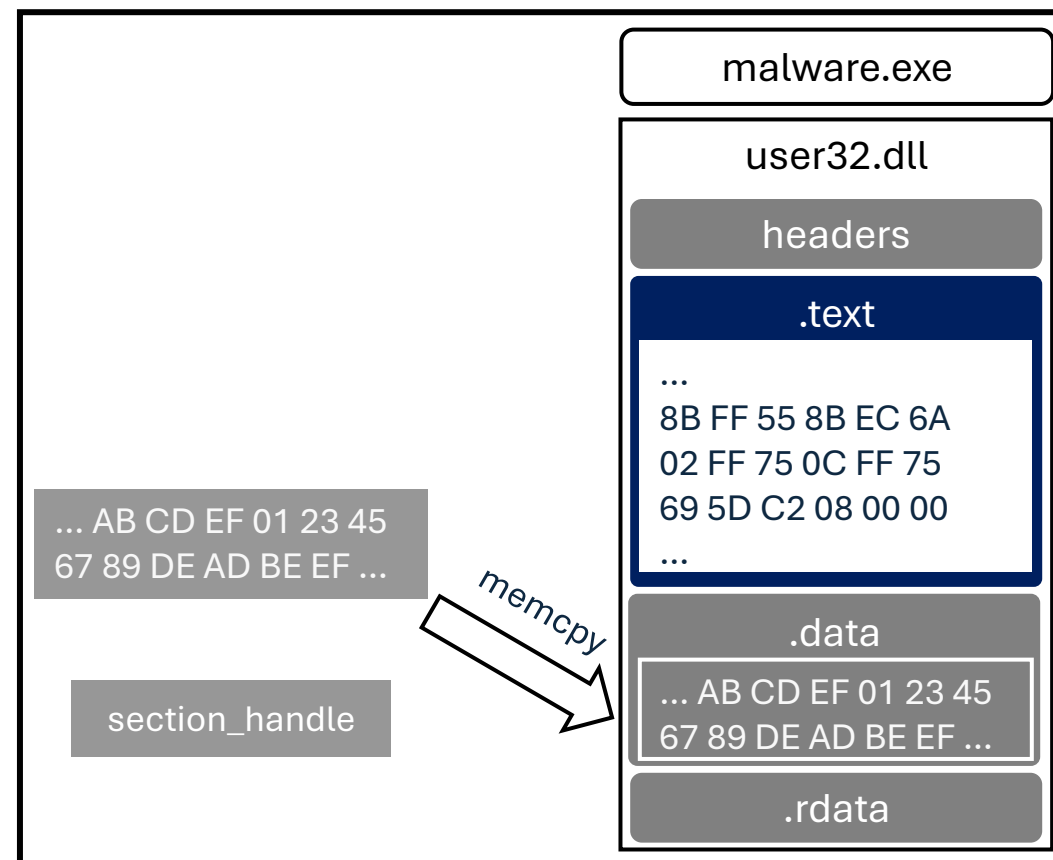 malware.exe
user32.dll
headers
.text
...
8B FF 55 8B EC 6A
02 FF 75 0C FF 75
69 5D C2 08 00 00
...
... AB CD EF 01 23 45
67 89 DE AD BE EF ...
memcpy
section_handle
.data
... AB CD EF 01 23 45
67 89 DE AD BE EF ...
.rdata